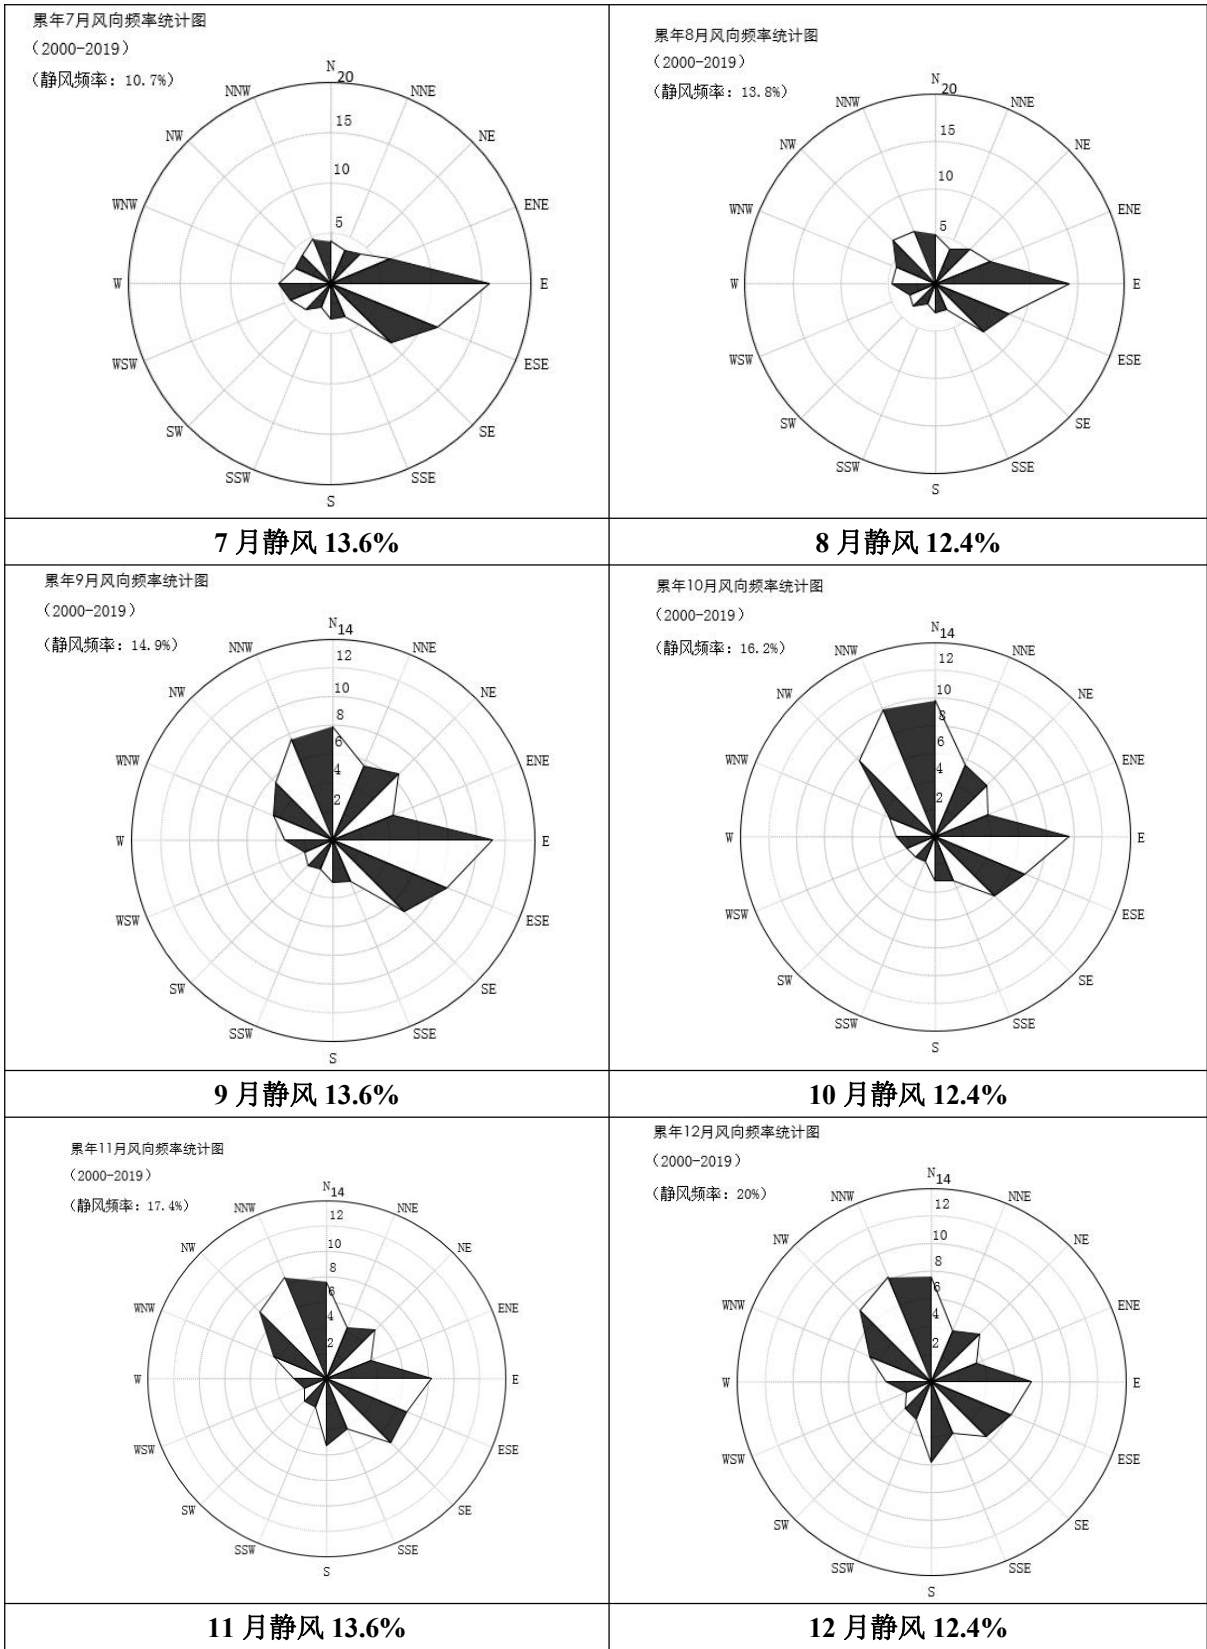 累年7月风向频率统计图
（2000-2019）
（静风频率：10.7%）
N
20
NNE
NE
ENE
E
ESE
SE
SSE
S
SSW
SW
WSW
W
WNW
NW
NNW
15
10
5
累年8月风向频率统计图
（2000-2019）
（静风频率：13.8%）
N
20
NNE
NE
ENE
E
ESE
SE
SSE
S
SSW
SW
WSW
W
WNW
NW
NNW
15
10
5
7 月静风 13.6%
8 月静风 12.4%
累年9月风向频率统计图
（2000-2019）
（静风频率：14.9%）
N
14
NNE
NE
ENE
E
ESE
SE
SSE
S
SSW
SW
WSW
W
WNW
NW
NNW
12
10
8
6
4
2
累年10月风向频率统计图
（2000-2019）
（静风频率：16.2%）
N
14
NNE
NE
ENE
E
ESE
SE
SSE
S
SSW
SW
WSW
W
WNW
NW
NNW
12
10
8
6
4
2
9 月静风 13.6%
10 月静风 12.4%
累年11月风向频率统计图
（2000-2019）
（静风频率：17.4%）
N
14
NNE
NE
ENE
E
ESE
SE
SSE
S
SSW
SW
WSW
W
WNW
NW
NNW
12
10
8
6
4
2
累年12月风向频率统计图
（2000-2019）
（静风频率：20%）
N
14
NNE
NE
ENE
E
ESE
SE
SSE
S
SSW
SW
WSW
W
WNW
NW
NNW
12
10
8
6
4
2
11 月静风 13.6%
12 月静风 12.4%